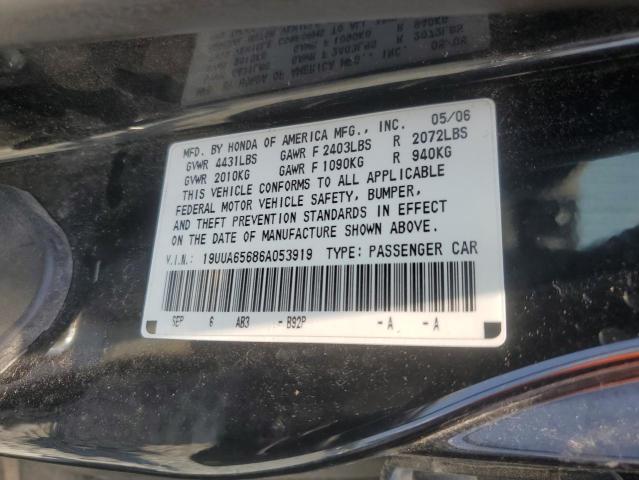 MFD. BY HONDA OF AMERICA MFG., INC. 05/06
GVWR 4431LBS GAWR F 2403LBS R 2072LBS
GVWR 2010KG GAWR F 1090KG R 940KG
THIS VEHICLE CONFORMS TO ALL APPLICABLE
FEDERAL MOTOR VEHICLE SAFETY, BUMPER,
AND THEFT PREVENTION STANDARDS IN EFFECT
ON THE DATE OF MANUFACTURE SHOWN ABOVE.
V.I.N.: 19UUA65686A053919 TYPE: PASSENGER CAR
SEP 6 AB3 - B92P - A - A